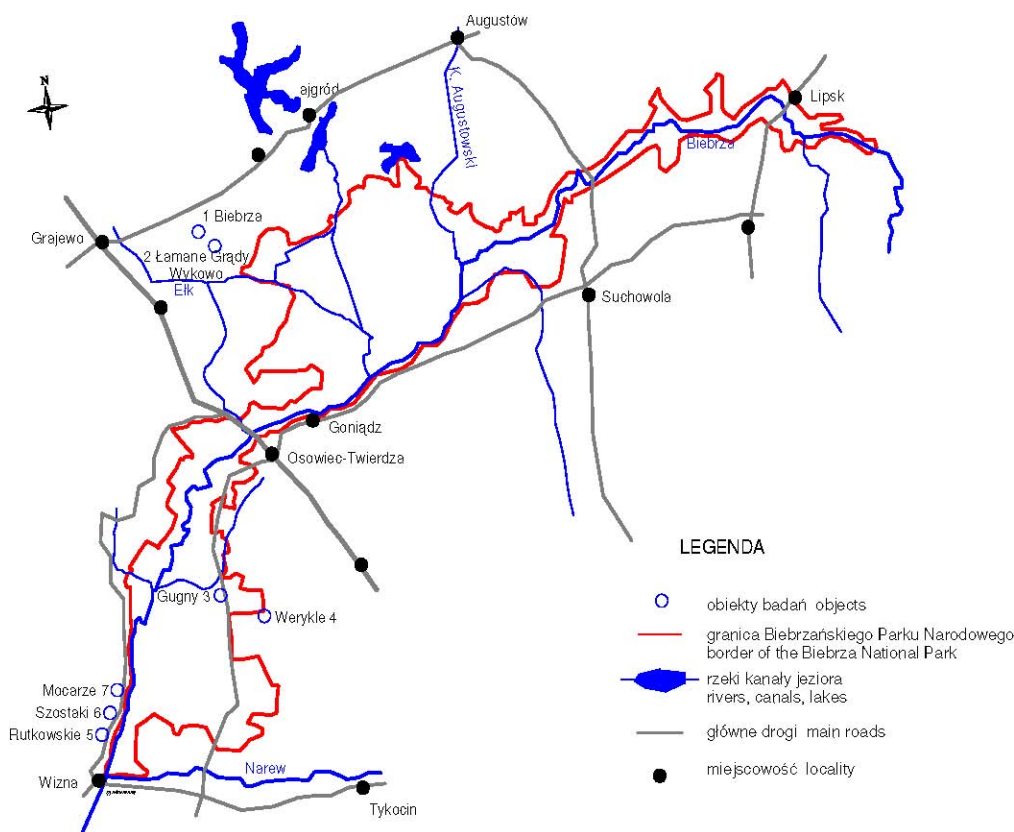 Augustów
N
ajgród
K. Augustowski
Lipsk
Biebrza
1 Biebrza
Grajewo
2 Łamane Grądy
Wykowo
Ełk
Suchowola
Goniądz
Osowiec-Twierdza
LEGENDA
Gugny 3
Werykle 4
obiekty badań objects
granica Biebrzańskiego Parku Narodowego
border of the Biebrza National Park
rzeki kanały jeziora
rivers, canals, lakes
Mocarze 7
Szostaki 6
Rutkowskie 5
główne drogi main roads
Narew
Wizna
miejscowość locality
Tykocin